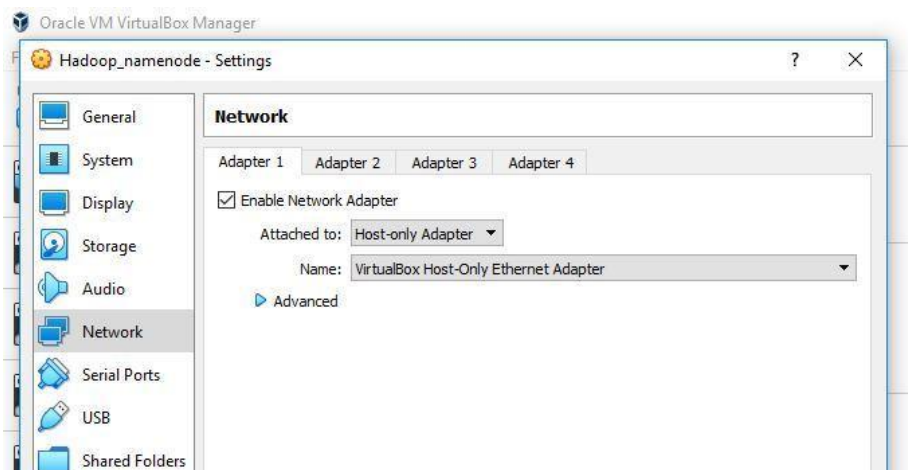 Oracle VM VirtualBox Manager
F
Hadoop_namenode - Settings
?
General
System
Display
Storage
Audio
Network
Serial Ports
USB
Shared Folders
Network
Adapter 1
Adapter 2
Adapter 3
Adapter 4
Enable Network Adapter
Attached to: Host-only Adapter
Name: VirtualBox Host-Only Ethernet Adapter
Advanced